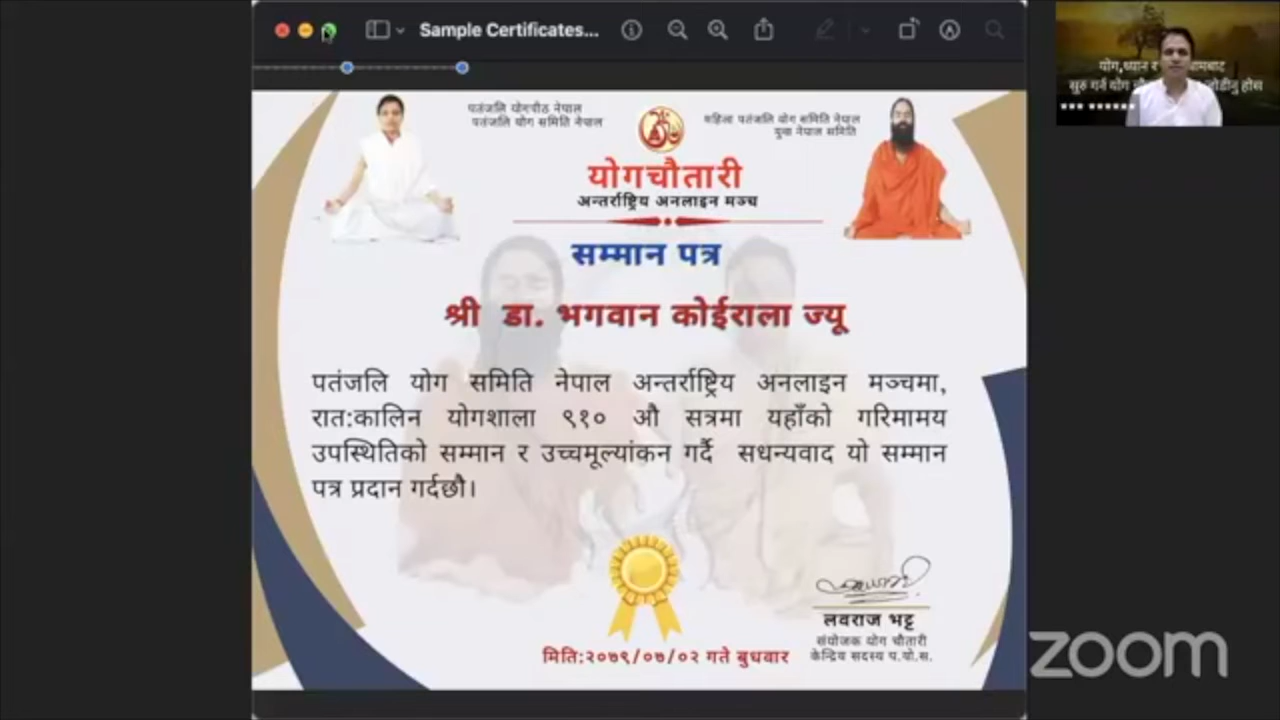 Sample Certificates...
योग,ध्यान र
सुरु गर्न योग
पतंजलि योगपीठ नेपाल
पतंजलि योग समिति नेपाल
महिला पतंजलि योग समिति नेपाल
युवा नेपाल समिति
योगचौतारी
अन्तर्राष्ट्रिय अनलाइन मञ्च
सम्मान पत्र
श्री डा. भगवान कोईराला ज्यू
पतंजलि योग समिति नेपाल अन्तर्राष्ट्रिय अनलाइन मञ्चमा,
रात:कालिन योगशाला ९१० औ सत्रमा यहाँको गरिमामय
उपस्थितिको सम्मान र उच्चमूल्यांकन गर्दै सधन्यवाद यो सम्मान
पत्र प्रदान गर्दछौ।
लवराज भट्ट
संयोजक योग चौतारी
केन्द्रिय सदस्य प.यो.स.
मिति:२०७९/०७/०२ गते बुधवार
zoom